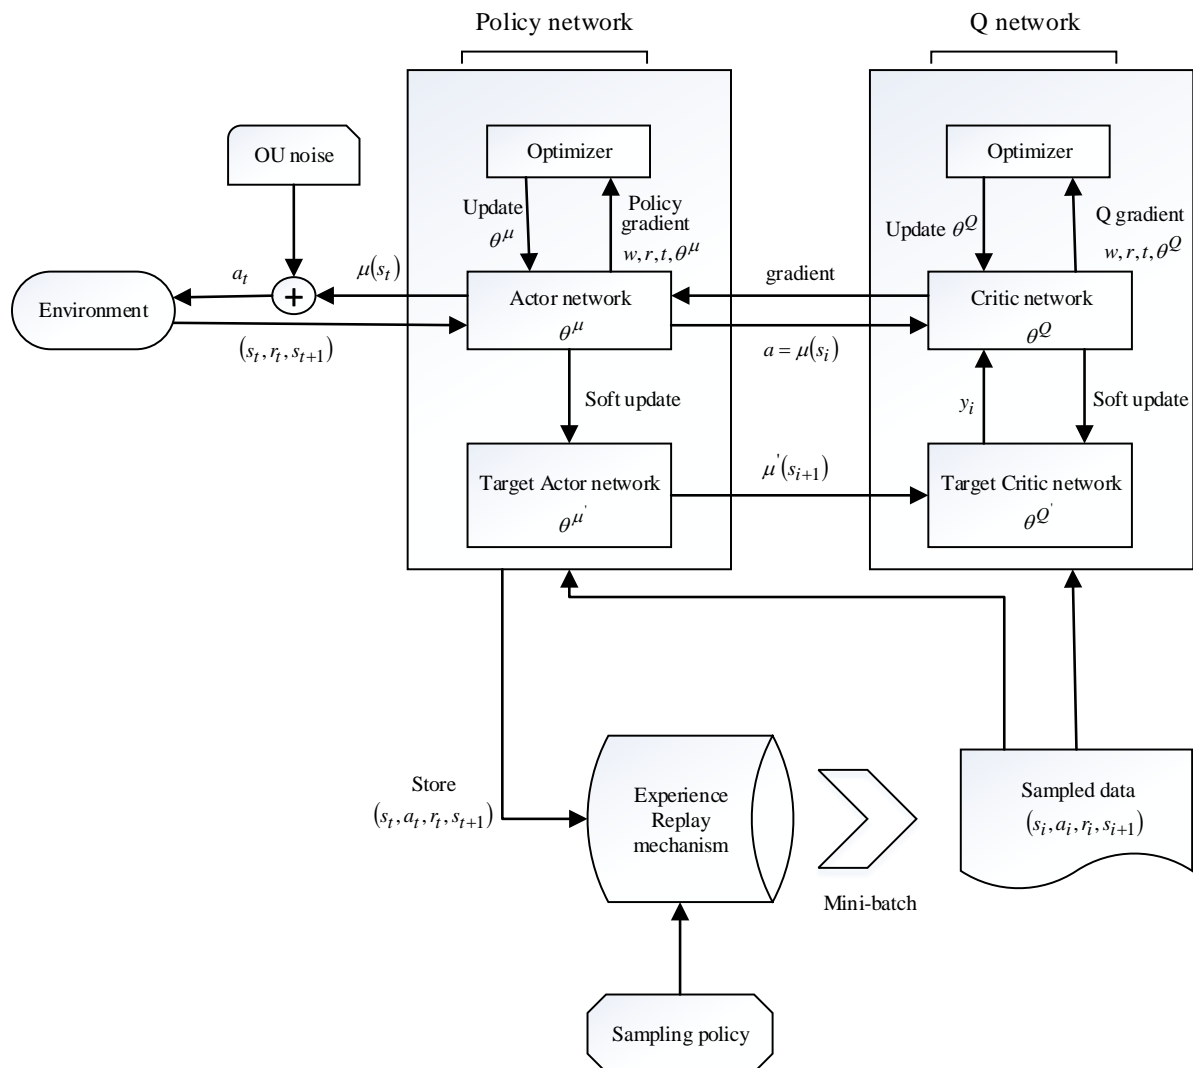 Policy network
Q network
OU noise
Optimizer
Optimizer
Update
θ^μ
Policy
gradient
w, r, t, θ^μ
Update θ^Q
Q gradient
w, r, t, θ^Q
Environment
a_t
+
μ(s_t)
(s_t, r_t, s_{t+1})
Actor network
θ^μ
gradient
a = μ(s_i)
Critic network
θ^Q
Soft update
y_i
Soft update
Target Actor network
θ^{μ'}
μ'(s_{i+1})
Target Critic network
θ^{Q'}
Store
(s_t, a_t, r_t, s_{t+1})
Experience
Replay
mechanism
Mini-batch
Sampled data
(s_i, a_i, r_i, s_{i+1})
Sampling policy